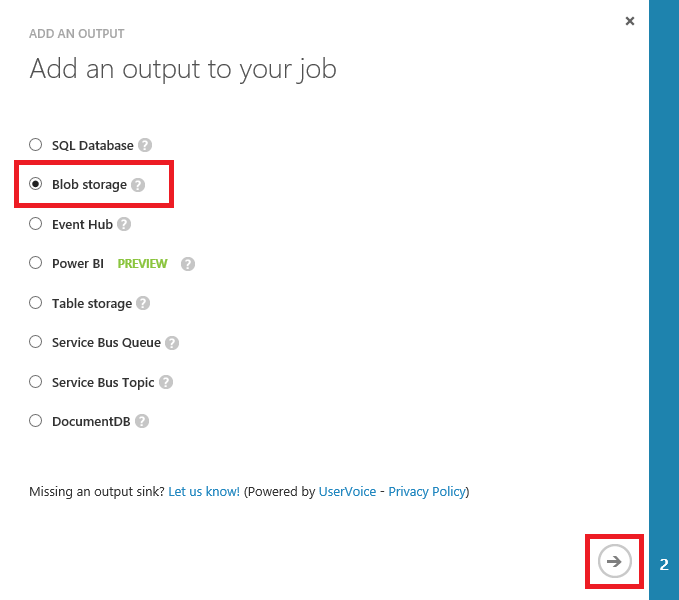 ADD AN OUTPUT
Add an output to your job
SQL Database ?
Blob storage ?
Event Hub ?
Power BI PREVIEW ?
Table storage ?
Service Bus Queue ?
Service Bus Topic ?
DocumentDB ?
Missing an output sink? Let us know! (Powered by UserVoice - Privacy Policy)
2